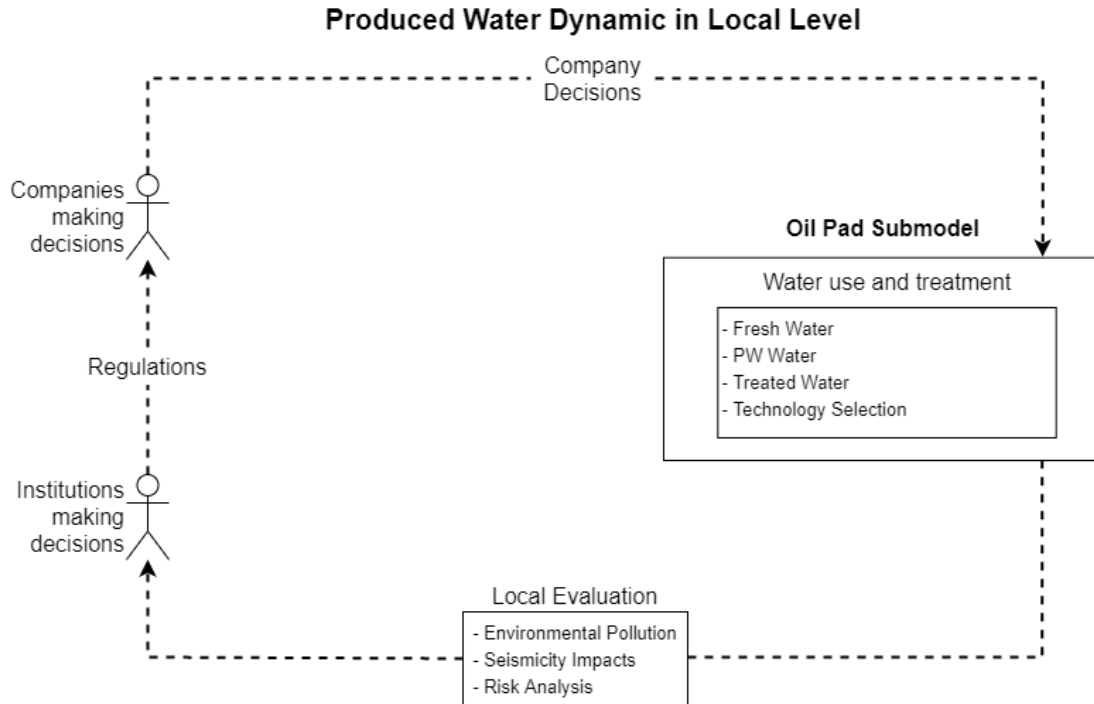 Produced Water Dynamic in Local Level
Company
Decisions
Companies
making
decisions
Oil Pad Submodel
Water use and treatment
- Fresh Water
- PW Water
- Treated Water
- Technology Selection
Regulations
Institutions
making
decisions
Local Evaluation
- Environmental Pollution
- Seismicity Impacts
- Risk Analysis